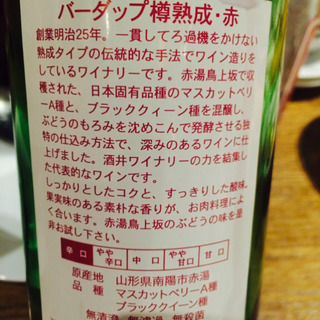 バーダップ樽熟成・赤
創業明治25年。一貫してろ過機をかけない
熟成タイプの伝統的な手法でワイン造りを
しているワイナリーです。赤湯鳥上坂で収
穫された、日本固有品種のマスカットベリ
ーA種と、ブラッククィーン種を混醸し、
ぶどうのもろみを沈めこんで発酵させる独
特の仕込み方法で、深みのあるワインに仕
上げました。酒井ワイナリーの力を結集し
た代表的なワインです。
しっかりとしたコクと、すっきりした酸味。
果実味のある素朴な香りが、お肉料理によ
く合います。赤湯鳥上坂のぶどうの味を是
非お試し下さい。
辛口 やや辛口 中口 やや甘口 甘口
原産地 山形県南陽市赤湯
品種 マスカットベリーA種
ブラッククィーン種
無清澄 無濾過 無殺菌